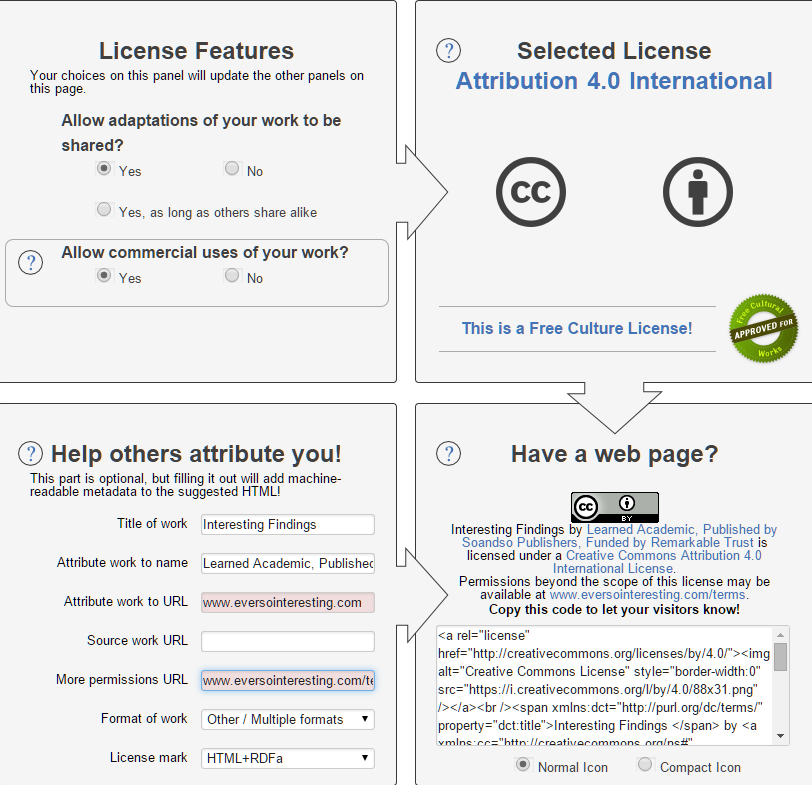 License Features
Your choices on this panel will update the other panels on
this page.
Allow adaptations of your work to be
shared?
Yes
No
Yes, as long as others share alike
?
Allow commercial uses of your work?
Yes
No
?
Selected License
Attribution 4.0 International
CC
This is a Free Culture License!
Free Cultural
APPROVED FOR
Works
?
Help others attribute you!
This part is optional, but filling it out will add machine-
readable metadata to the suggested HTML!
Title of work
Interesting Findings
Attribute work to name
Learned Academic, Published
Attribute work to URL
www.eversointeresting.com
Source work URL
More permissions URL
www.eversointeresting.com/te
Format of work
Other / Multiple formats
License mark
HTML+RDFa
?
Have a web page?
CC
BY
Interesting Findings by Learned Academic, Published by
Soandso Publishers, Funded by Remarkable Trust is
licensed under a Creative Commons Attribution 4.0
International License.
Permissions beyond the scope of this license may be
available at www.eversointeresting.com/terms.
Copy this code to let your visitors know!
<a rel="license"
href="http://creativecommons.org/licenses/by/4.0/"><img
alt="Creative Commons License" style="border-width:0"
src="https://i.creativecommons.org/l/by/4.0/88x31.png"
/></a><br /><span xmlns:dct="http://purl.org/dc/terms/"
property="dct:title">Interesting Findings </span> by <a
xmlns:cc="http://creativecommons.org/ns#"
Normal Icon
Compact Icon